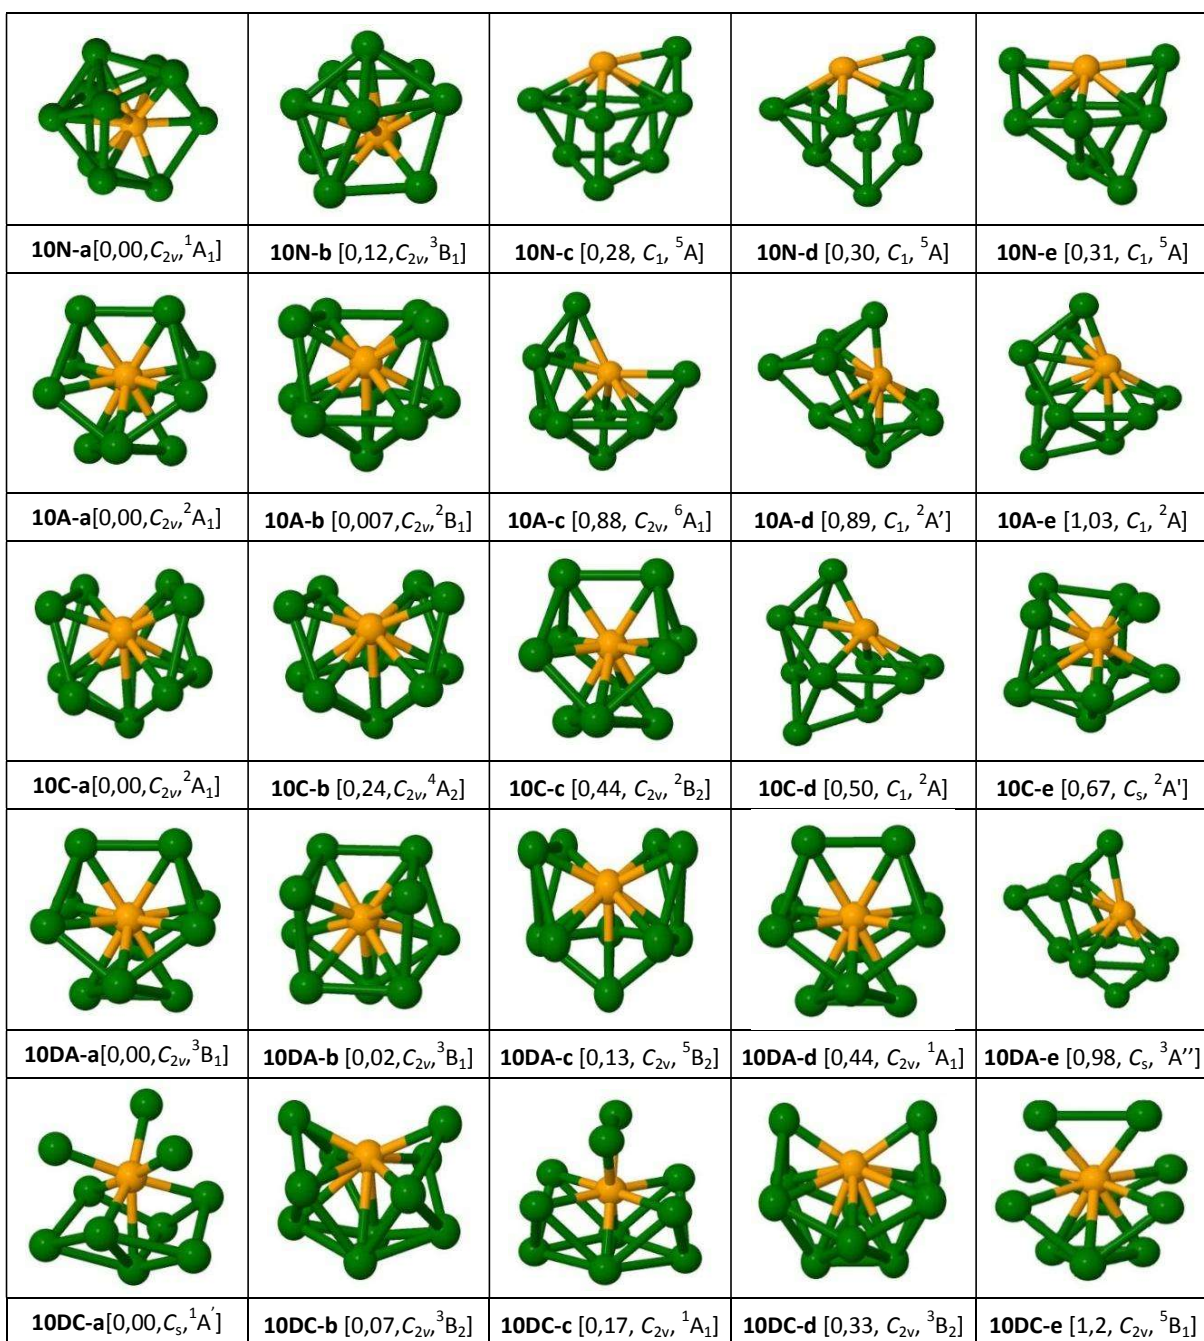 10N-a[0,00,C2v,1A1] 10N-b [0,12,C2v,3B1] 10N-c [0,28, C1, 5A] 10N-d [0,30, C1, 5A] 10N-e [0,31, C1, 5A]
10A-a[0,00,C2v,2A1] 10A-b [0,007,C2v,2B1] 10A-c [0,88, C2v, 6A1] 10A-d [0,89, C1, 2A’] 10A-e [1,03, C1, 2A]
10C-a[0,00,C2v,2A1] 10C-b [0,24,C2v,4A2] 10C-c [0,44, C2v, 2B2] 10C-d [0,50, C1, 2A] 10C-e [0,67, Cs, 2A']
10DA-a[0,00,C2v,3B1] 10DA-b [0,02,C2v,3B1] 10DA-c [0,13, C2v, 5B2] 10DA-d [0,44, C2v, 1A1] 10DA-e [0,98, Cs, 3A’’]
10DC-a[0,00,Cs,1A′] 10DC-b [0,07,C2v,3B2] 10DC-c [0,17, C2v, 1A1] 10DC-d [0,33, C2v, 3B2] 10DC-e [1,2, C2v, 5B1]